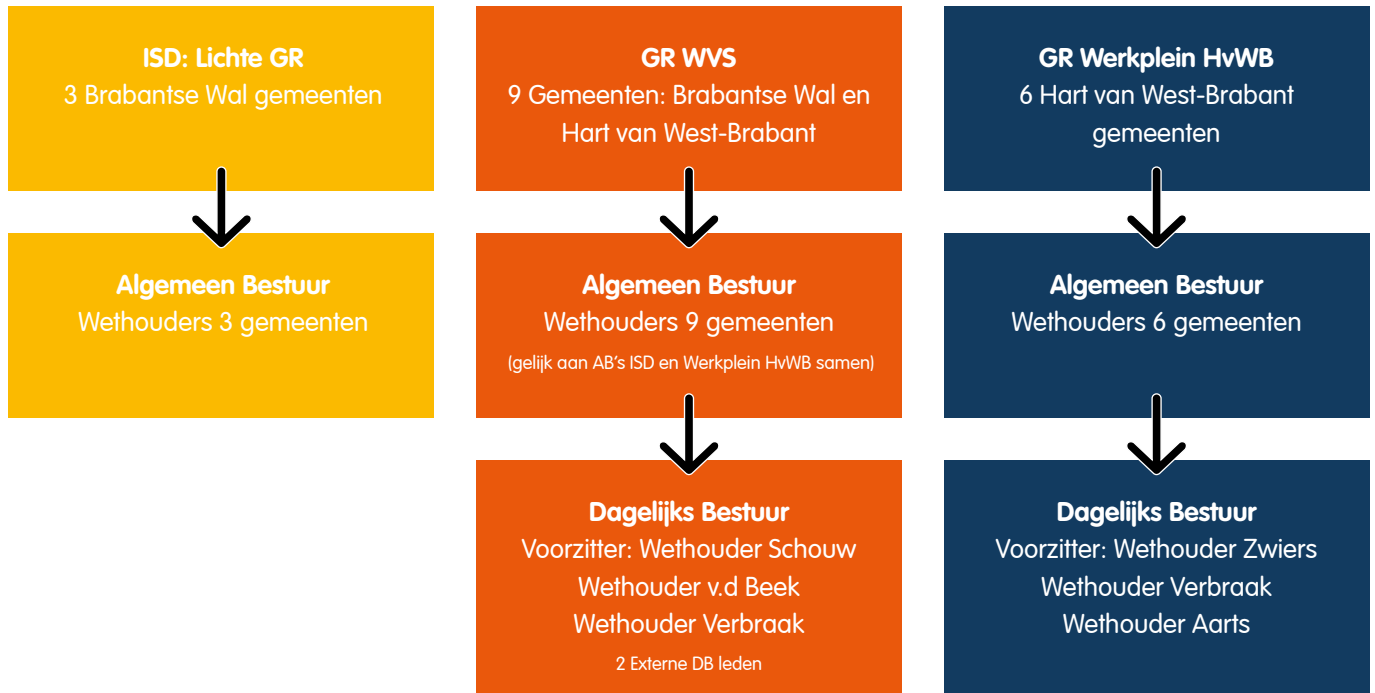 ISD: Lichte GR
3 Brabantse Wal gemeenten
Algemeen Bestuur
Wethouders 3 gemeenten
GR WVS
9 Gemeenten: Brabantse Wal en
Hart van West-Brabant
Algemeen Bestuur
Wethouders 9 gemeenten
(gelijk aan AB's ISD en Werkplein HvWB samen)
Dagelijks Bestuur
Voorzitter: Wethouder Schouw
Wethouder v.d Beek
Wethouder Verbraak
2 Externe DB leden
GR Werkplein HvWB
6 Hart van West-Brabant
gemeenten
Algemeen Bestuur
Wethouders 6 gemeenten
Dagelijks Bestuur
Voorzitter: Wethouder Zwiers
Wethouder Verbraak
Wethouder Aarts